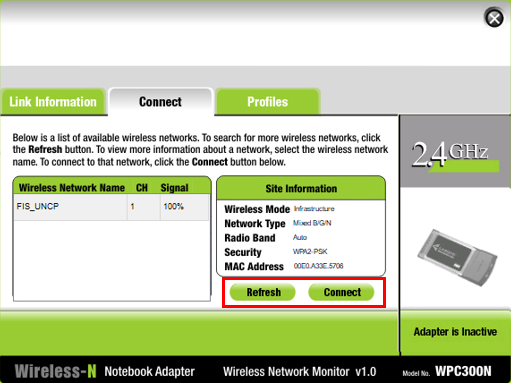 Link Information
Connect
Profiles
Below is a list of available wireless networks. To search for more wireless networks, click
the Refresh button. To view more information about a network, select the wireless network
name. To connect to that network, click the Connect button below.
2.4GHz
Wireless Network Name CH Signal
FIS_UNCP 1 100%
Site Information
Wireless Mode Infrastructure
Network Type Mixed B/G/N
Radio Band Auto
Security WPA2-PSK
MAC Address 00E0.A33E.5706
Refresh
Connect
Adapter is Inactive
Wireless-N Notebook Adapter Wireless Network Monitor v1.0 Model No. WPC300N